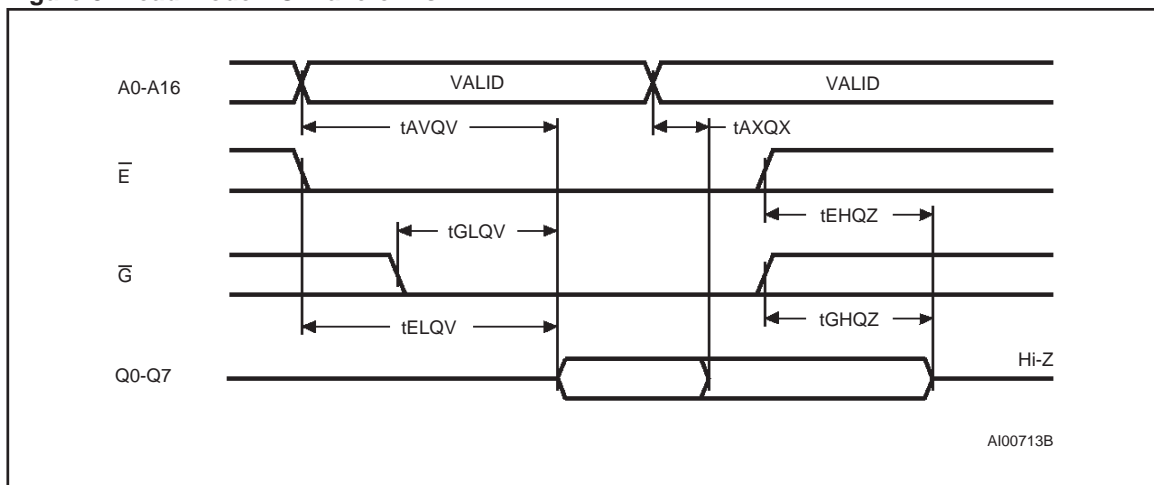 A0-A16
VALID
VALID
tAVQV
tAXQX
E
tEHQZ
tGLQV
G
tELQV
tGHQZ
Q0-Q7
Hi-Z
AI00713B